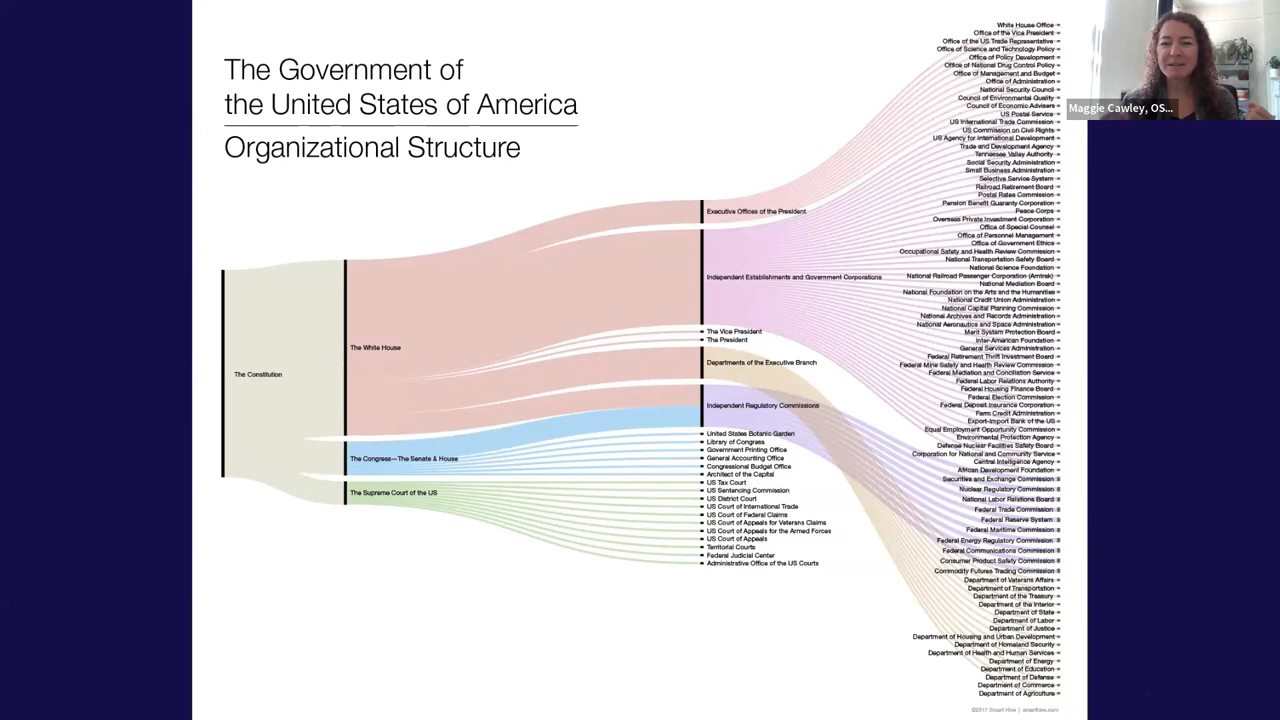 The Government of
the United States of America
Organizational Structure
Maggie Cawley, OS...
The Constitution
The White House
The Congress—The Senate & House
The Supreme Court of the US
Executive Offices of the President
Independent Establishments and Government Corporations
The Vice President
The President
Departments of the Executive Branch
Independent Regulatory Commissions
United States Botanic Garden
Library of Congress
Government Printing Office
General Accounting Office
Congressional Budget Office
Architect of the Capital
US Tax Court
US Sentencing Commission
US District Court
US Court of International Trade
US Court of Federal Claims
US Court of Appeals for Veterans Claims
US Court of Appeals for the Armed Forces
US Court of Appeals
Territorial Courts
Federal Judicial Center
Administrative Office of the US Courts
White House Office
Office of the Vice President
Office of the US Trade Representative
Office of Science and Technology Policy
Office of Policy Development
Office of National Drug Control Policy
Office of Management and Budget
Office of Administration
National Security Council
Council of Environmental Quality
Council of Economic Advisers
US Postal Service
US International Trade Commission
US Commission on Civil Rights
US Agency for International Development
Trade and Development Agency
Tennessee Valley Authority
Social Security Administration
Small Business Administration
Selective Service System
Railroad Retirement Board
Postal Rates Commission
Pension Benefit Guaranty Corporation
Peace Corps
Overseas Private Investment Corporation
Office of Special Counsel
Office of Personnel Management
Office of Government Ethics
Occupational Safety and Health Review Commission
National Transportation Safety Board
National Science Foundation
National Railroad Passenger Corporation (Amtrak)
National Mediation Board
National Foundation on the Arts and the Humanities
National Credit Union Administration
National Capital Planning Commission
National Archives and Records Administration
National Aeronautics and Space Administration
Merit System Protection Board
Inter-American Foundation
General Services Administration
Federal Retirement Thrift Investment Board
Federal Mine Safety and Health Review Commission
Federal Mediation and Conciliation Service
Federal Labor Relations Authority
Federal Housing Finance Board
Federal Election Commission
Federal Deposit Insurance Corporation
Farm Credit Administration
Export-Import Bank of the US
Equal Employment Opportunity Commission
Environmental Protection Agency
Defense Nuclear Facilities Safety Board
Corporation for National and Community Service
Central Intelligence Agency
African Development Foundation
Securities and Exchange Commission
Nuclear Regulatory Commission
National Labor Relations Board
Federal Trade Commission
Federal Reserve System
Federal Maritime Commission
Federal Energy Regulatory Commission
Federal Communications Commission
Consumer Product Safety Commission
Commodity Futures Trading Commission
Department of Veterans Affairs
Department of Transportation
Department of the Treasury
Department of the Interior
Department of State
Department of Labor
Department of Justice
Department of Housing and Urban Development
Department of Homeland Security
Department of Health and Human Services
Department of Energy
Department of Education
Department of Defense
Department of Commerce
Department of Agriculture
©2017 Smart Hive | smarthive.com